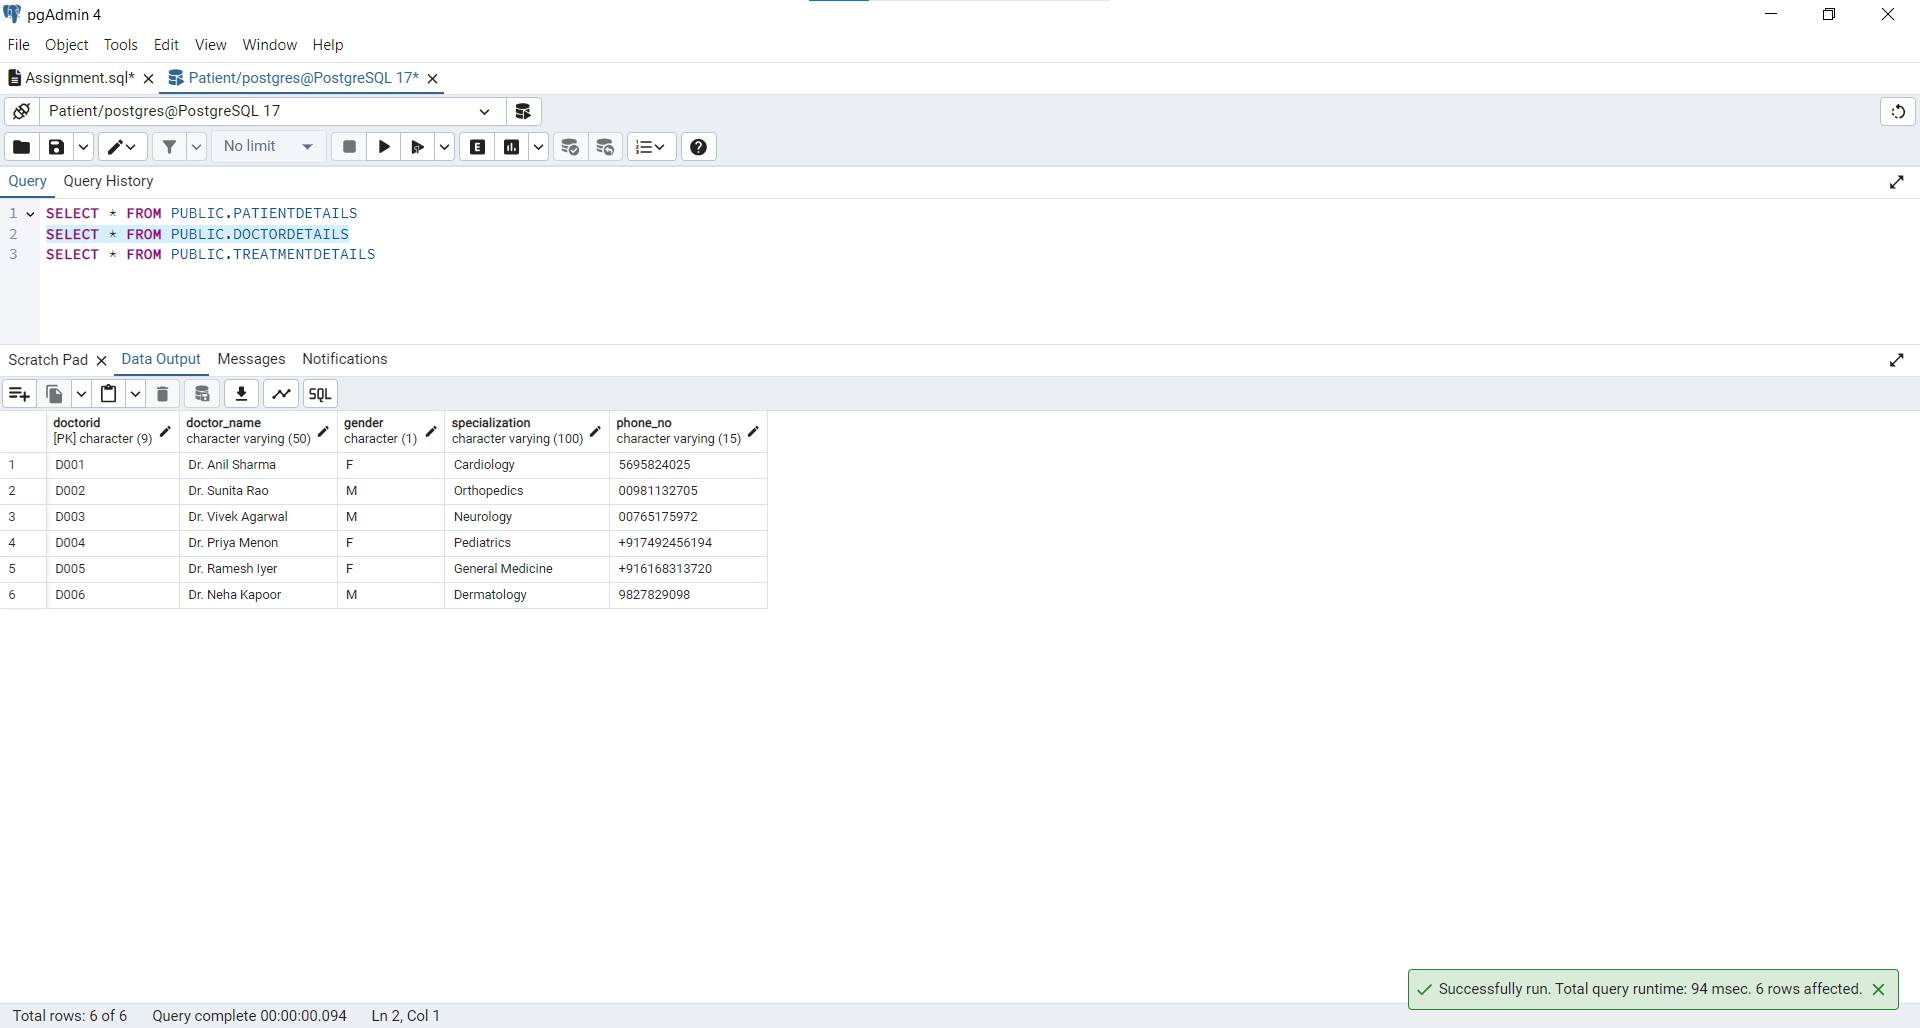 pgAdmin 4
File Object Tools Edit View Window Help
Assignment.sql* Patient/postgres@PostgreSQL 17*
Patient/postgres@PostgreSQL 17
No limit E
Query Query History
1 SELECT * FROM PUBLIC.PATIENTDETAILS
2 SELECT * FROM PUBLIC.DOCTORDETAILS
3 SELECT * FROM PUBLIC.TREATMENTDETAILS
Scratch Pad Data Output Messages Notifications
SQL
doctorid doctor_name gender specialization phone_no
[PK] character (9) character varying (50) character (1) character varying (100) character varying (15)
1 D001 Dr. Anil Sharma F Cardiology 5695824025
2 D002 Dr. Sunita Rao M Orthopedics 00981132705
3 D003 Dr. Vivek Agarwal M Neurology 00765175972
4 D004 Dr. Priya Menon F Pediatrics +917492456194
5 D005 Dr. Ramesh Iyer F General Medicine +916168313720
6 D006 Dr. Neha Kapoor M Dermatology 9827829098
Successfully run. Total query runtime: 94 msec. 6 rows affected.
Total rows: 6 of 6 Query complete 00:00:00.094 Ln 2, Col 1